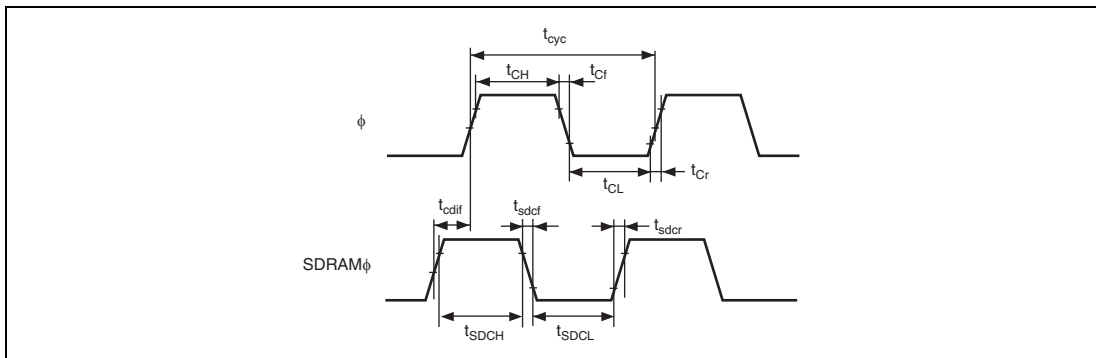 tcyc
tCH
tCf
ϕ
tCL
tCr
tcdif
tsdcf
tsdcr
SDRAMϕ
tSDCH
tSDCL